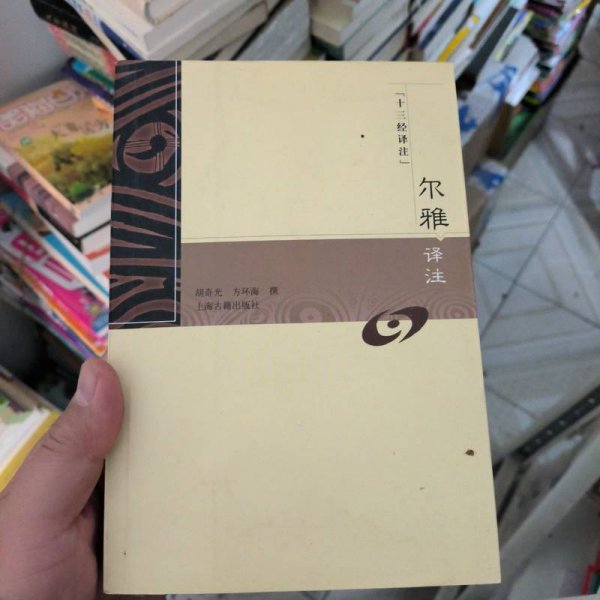 「十三经译注」
尔雅译注
胡奇光 方环海 撰
上海古籍出版社